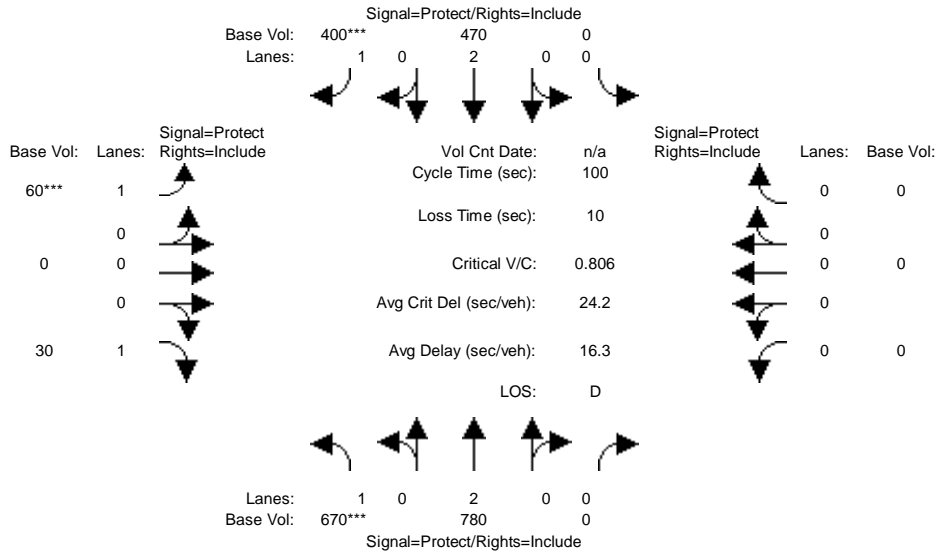 Signal=Protect/Rights=Include
Base Vol: 400*** 470 0
Lanes: 1 0 2 0 0
Signal=Protect Signal=Protect
Base Vol: Lanes: Rights=Include Vol Cnt Date: n/a Rights=Include Lanes: Base Vol:
Cycle Time (sec): 100
60*** 1 0 0
Loss Time (sec): 10
0 0
0 0 Critical V/C: 0.806 0 0
0 Avg Crit Del (sec/veh): 24.2 0
30 1 Avg Delay (sec/veh): 16.3 0 0
LOS: D
Lanes: 1 0 2 0 0
Base Vol: 670*** 780 0
Signal=Protect/Rights=Include